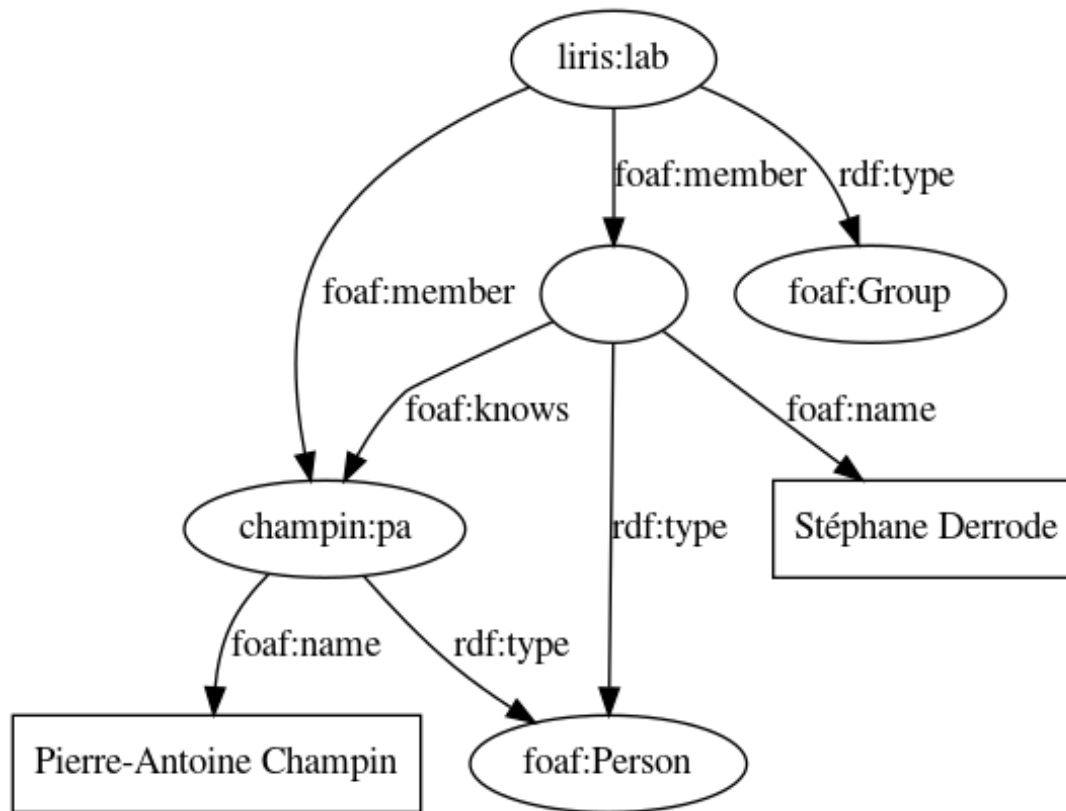 liris:lab
foaf:member
rdf:type
foaf:member
foaf:Group
foaf:knows
foaf:name
champin:pa
rdf:type
Stéphane Derrode
foaf:name
rdf:type
Pierre-Antoine Champin
foaf:Person